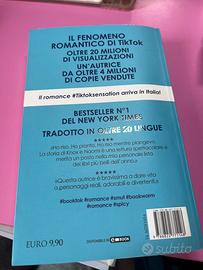 IL FENOMENO
ROMANTICO DI TikTok
OLTRE 20 MILIONI
DI VISUALIZZAZIONI
UN'AUTRICE
DA OLTRE 4 MILIONI
DI COPIE VENDUTE
Il romance #Tiktoksensation arriva in Italia!
BESTSELLER N°1
DEL NEW YORK TIMES
TRADOTTO IN OLTRE 20 LINGUE
★★★★★
«Ho riso. Ho pianto. Ho riso mentre piangevo.
La storia di Khai e Naomi è una lettura spettacolare e
merita un posto nella mia personale lista
dei libri più belli dell'anno.»
★★★★★
«Questa autrice è bravissima a dare vita
a personaggi reali, adorabili e divertenti.»
#booktok #romance #smut #bookworm
#romance #spicy
EURO 9,90
DISPONIBILE IN
BOOK
Subito